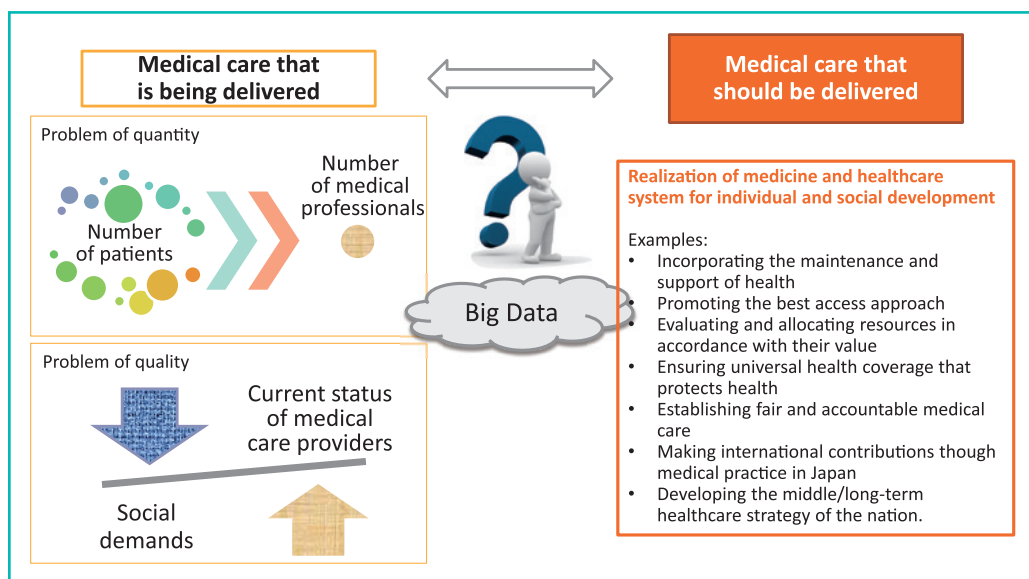 Medical care that
is being delivered
Medical care that
should be delivered
Problem of quantity
Number
of patients
Number
of medical
professionals
Problem of quality
Current status
of medical
care providers
Social
demands
Big Data
Realization of medicine and healthcare
system for individual and social development
Examples:
• Incorporating the maintenance and
support of health
• Promoting the best access approach
• Evaluating and allocating resources in
accordance with their value
• Ensuring universal health coverage that
protects health
• Establishing fair and accountable medical
care
• Making international contributions though
medical practice in Japan
• Developing the middle/long-term
healthcare strategy of the nation.